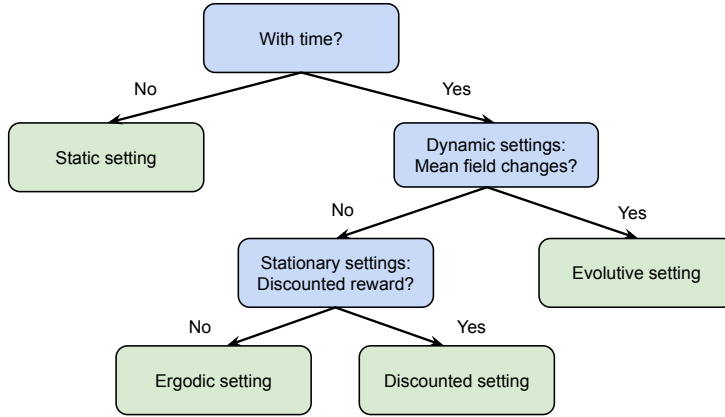 With time?
No
Yes
Static setting
Dynamic settings:
Mean field changes?
No
Yes
Stationary settings:
Discounted reward?
Evolutive setting
No
Yes
Ergodic setting
Discounted setting